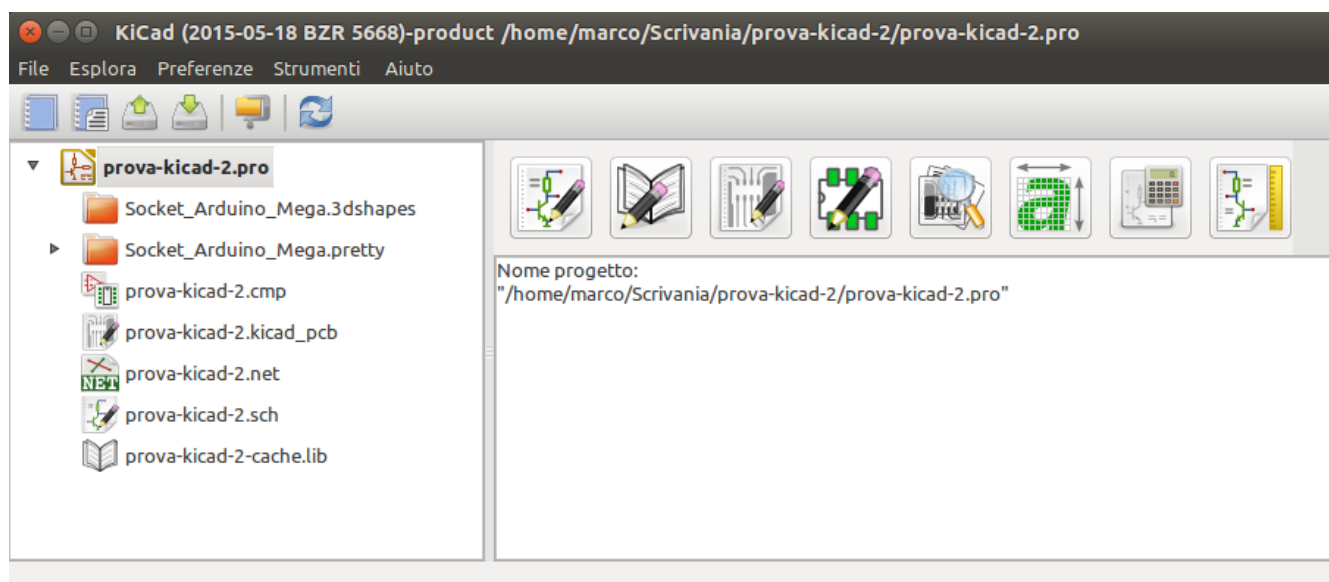 KiCad (2015-05-18 BZR 5668)-product /home/marco/Scrivania/prova-kicad-2/prova-kicad-2.pro
File Esplora Preferenze Strumenti Aiuto
prova-kicad-2.pro
Socket_Arduino_Mega.3dshapes
Socket_Arduino_Mega.pretty
prova-kicad-2.cmp
prova-kicad-2.kicad_pcb
NET prova-kicad-2.net
prova-kicad-2.sch
prova-kicad-2-cache.lib
a
Nome progetto:
"/home/marco/Scrivania/prova-kicad-2/prova-kicad-2.pro"